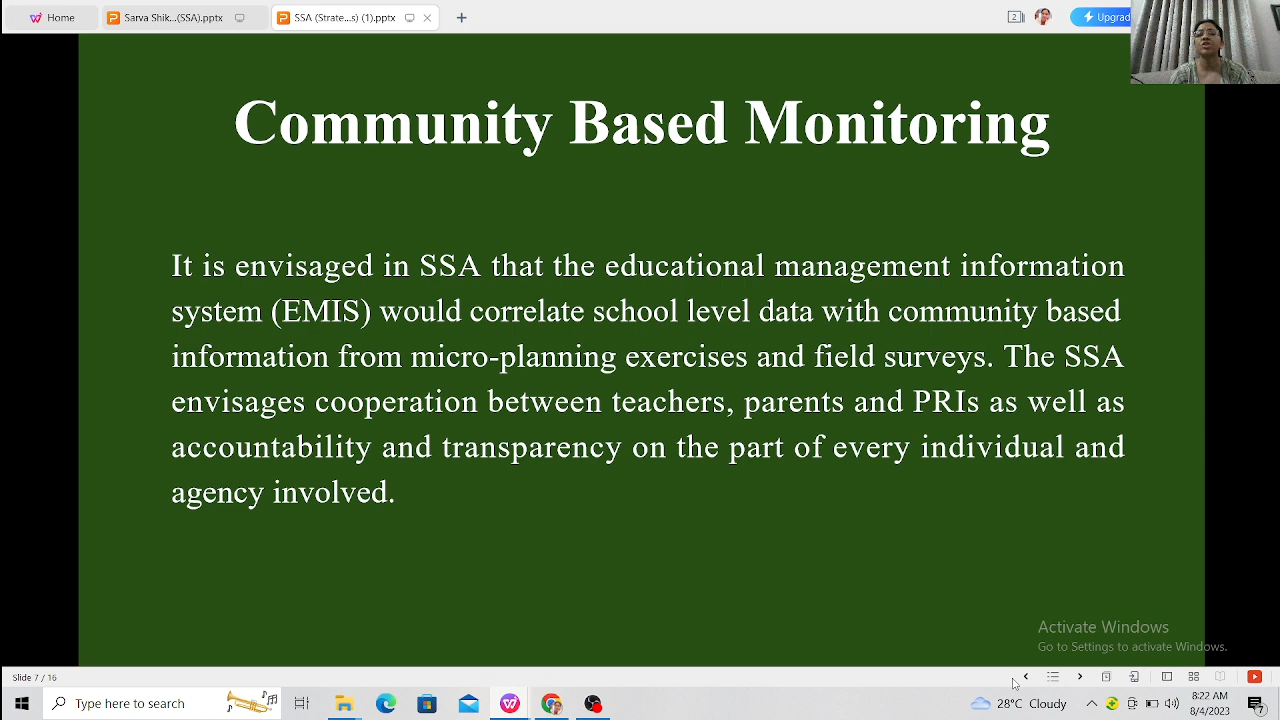 Home
Sarva Shik...(SSA).pptx
SSA (Strate...s) (1).pptx
2
Upgrad
Community Based Monitoring
It is envisaged in SSA that the educational management information
system (EMIS) would correlate school level data with community based
information from micro-planning exercises and field surveys. The SSA
envisages cooperation between teachers, parents and PRIs as well as
accountability and transparency on the part of every individual and
agency involved.
Activate Windows
Go to Settings to activate Windows.
Slide 7 / 16
Type here to search
28°C Cloudy
8:22 AM
8/4/2023
7